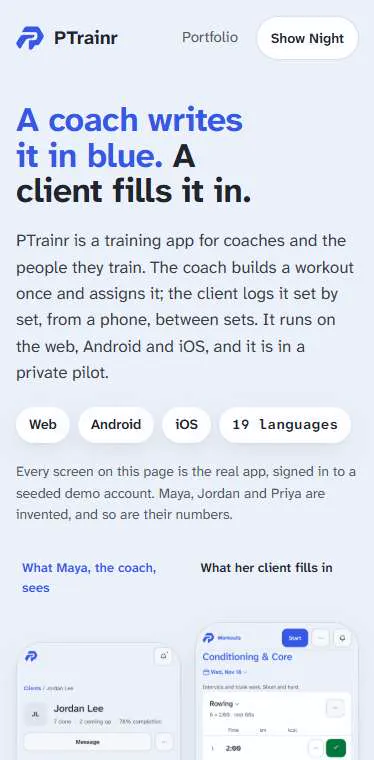 PTrainr
Portfolio
Show Night
A coach writes
it in blue. A
client fills it in.
PTrainr is a training app for coaches and the
people they train. The coach builds a workout
once and assigns it; the client logs it set by
set, from a phone, between sets. It runs on
the web, Android and iOS, and it is in a
private pilot.
Web
Android
iOS
19 languages
Every screen on this page is the real app, signed in to a
seeded demo account. Maya, Jordan and Priya are
invented, and so are their numbers.
What Maya, the coach,
sees
What her client fills in
Clients / Jordan Lee
JL
Jordan Lee
7 done · 2 coming up · 78% completion
Message
Workouts
Start
Conditioning & Core
Wed, Nov 18
Intervals and trunk work. Short and hard.
Rowing
6 × 2:00 · rest 60s
Time
km
kcal
1
2:00